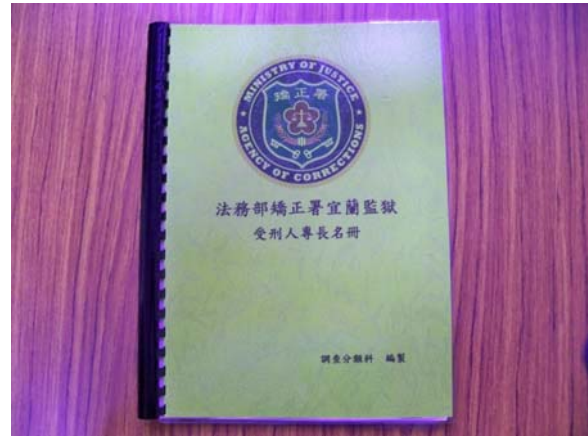 MINISTRY OF JUSTICE
矯正署
AGENCY OF CORRECTIONS
法務部矯正署宜蘭監獄
受刑人專長名冊
調查分類科 編製